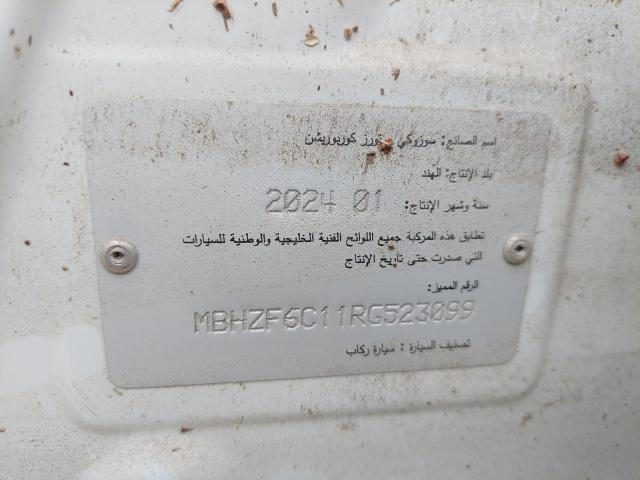 اسم الصانع: سوزوكي موتورز كوربوريشن
بلد الإنتاج: الهند
سنة وشهر الإنتاج: 2024 01
تطابق هذه المركبة جميع اللوائح الفنية الخليجية والوطنية للسيارات
التي صدرت حتى تاريخ الإنتاج
الرقم المميز:
MBHZF6C11RG523099
تصنيف السيارة : سيارة ركاب